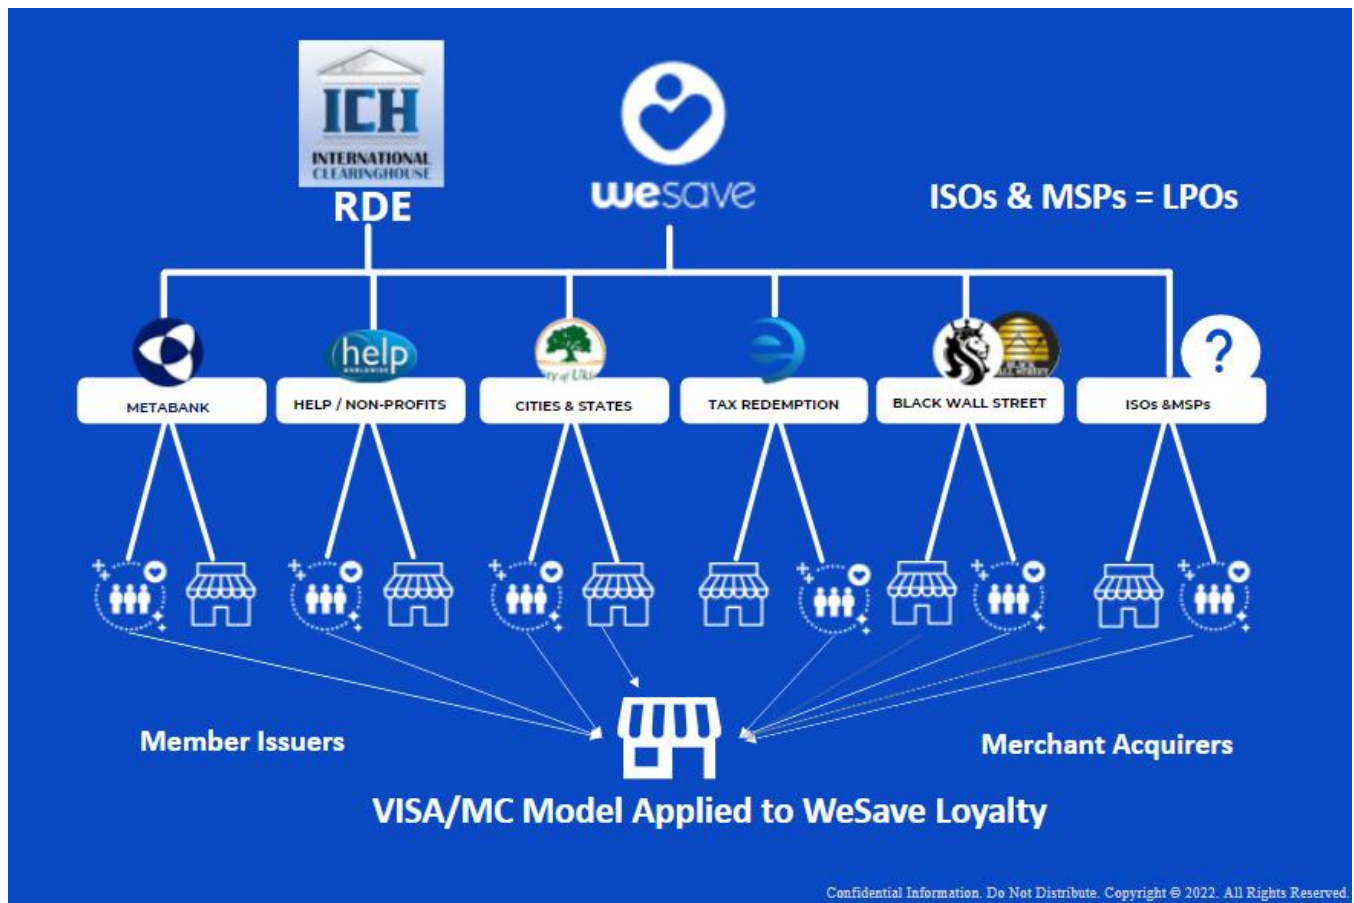 ICH
INTERNATIONAL
CLEARINGHOUSE
RDE
wesave
ISOs & MSPs = LPOs
help
WORLDWIDE
?
METABANK
HELP / NON-PROFITS
CITIES & STATES
TAX REDEMPTION
BLACK WALL STREET
ISOs &MSPs
Member Issuers
Merchant Acquirers
VISA/MC Model Applied to WeSave Loyalty
Confidential Information. Do Not Distribute. Copyright © 2022. All Rights Reserved.